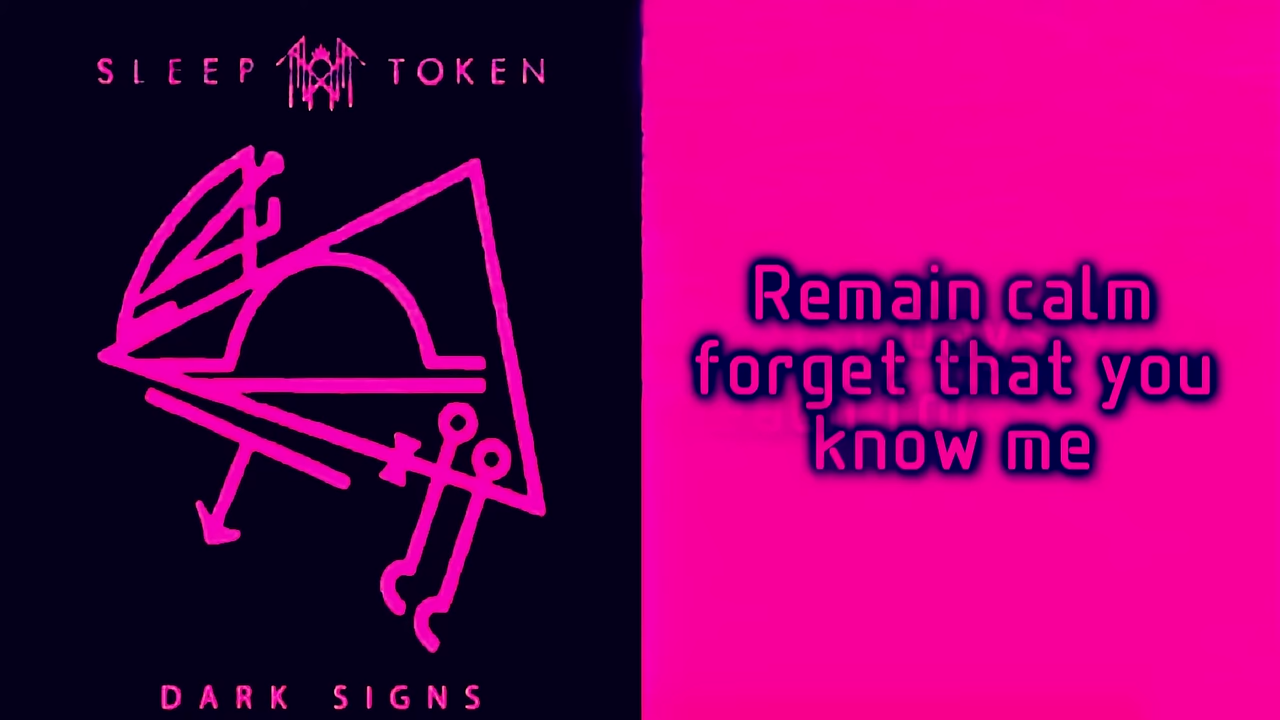 SLEEP TOKEN
DARK SIGNS
Remain calm
forget that you
know me